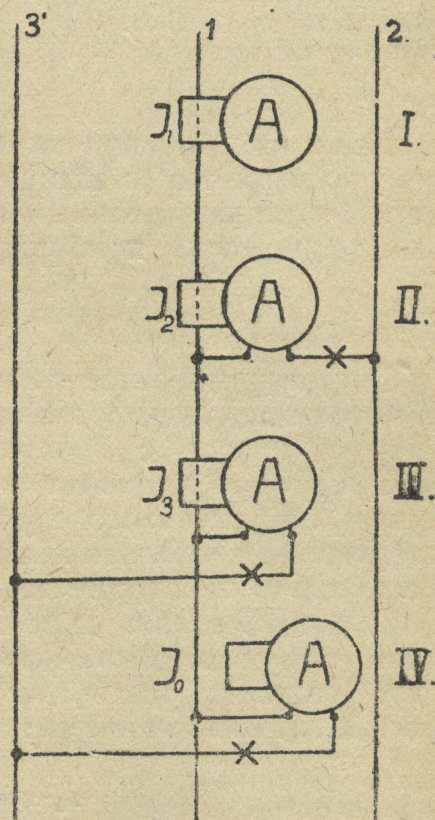 3' 1 2.
J₁ A I.
J₂ A II.
J₃ A III.
J₀ A IV.